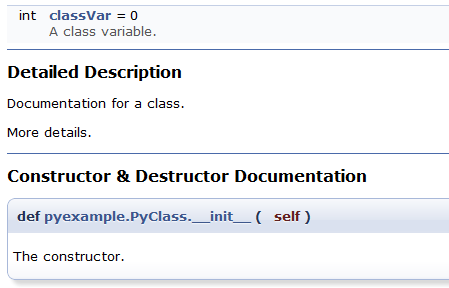 int classVar = 0
A class variable.
Detailed Description
Documentation for a class.
More details.
Constructor & Destructor Documentation
def pyexample.PyClass.__init__ ( self )
The constructor.